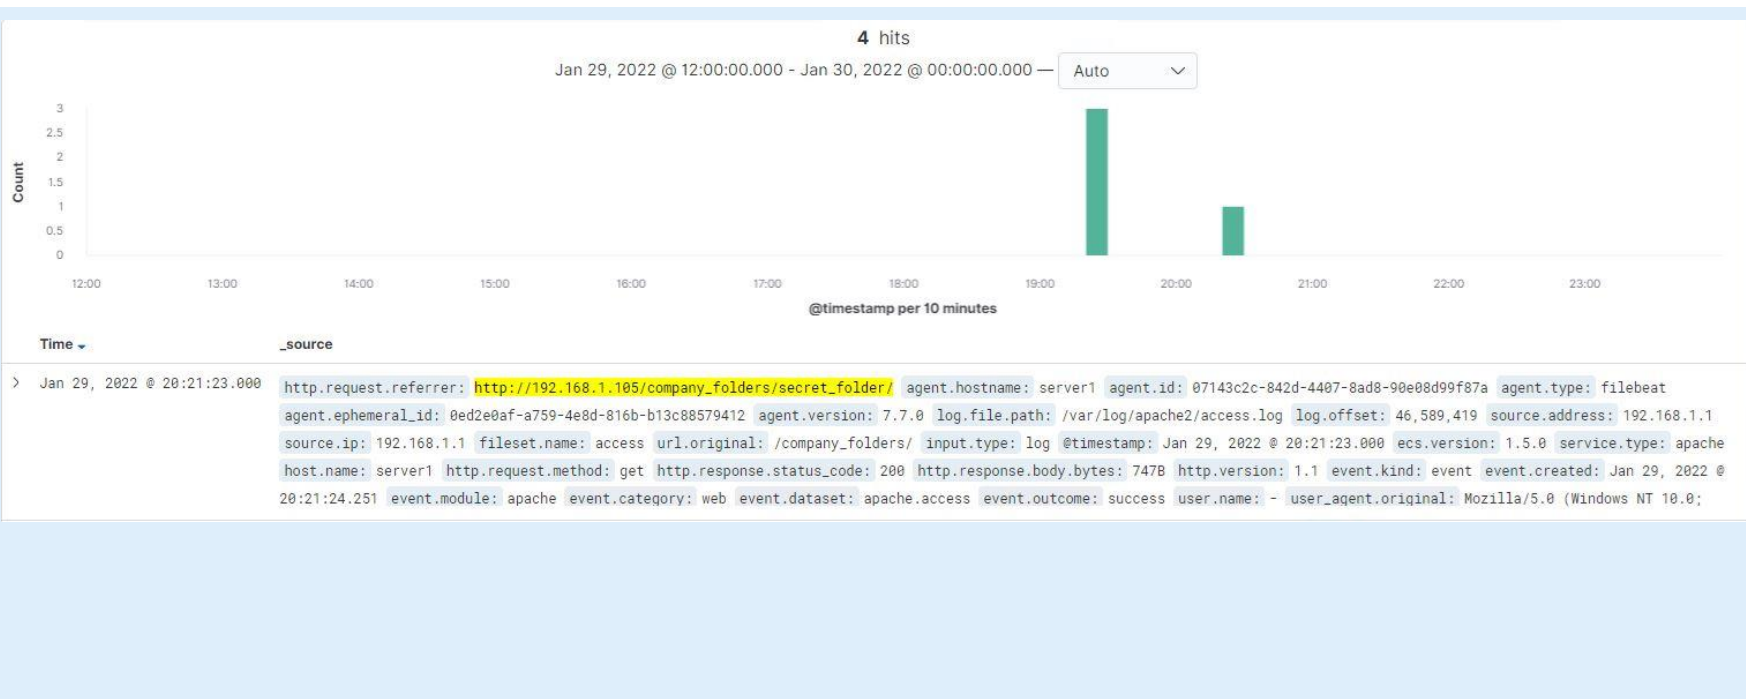 4 hits
Jan 29, 2022 @ 12:00:00.000 - Jan 30, 2022 @ 00:00:00.000 — Auto
Count
3
2.5
2
1.5
1
0.5
0
12:00 13:00 14:00 15:00 16:00 17:00 18:00 19:00 20:00 21:00 22:00 23:00
@timestamp per 10 minutes
Time _source
Jan 29, 2022 @ 20:21:23.000 http.request.referrer: http://192.168.1.105/company_folders/secret_folder/ agent.hostname: server1 agent.id: 07143c2c-842d-4407-8ad8-90e08d99f87a agent.type: filebeat
agent.ephemeral_id: 0ed2e0af-a759-4e8d-816b-b13c88579412 agent.version: 7.7.0 log.file.path: /var/log/apache2/access.log log.offset: 46,589,419 source.address: 192.168.1.1
source.ip: 192.168.1.1 fileset.name: access url.original: /company_folders/ input.type: log @timestamp: Jan 29, 2022 @ 20:21:23.000 ecs.version: 1.5.0 service.type: apache
host.name: server1 http.request.method: get http.response.status_code: 200 http.response.body.bytes: 747B http.version: 1.1 event.kind: event event.created: Jan 29, 2022 @
20:21:24.251 event.module: apache event.category: web event.dataset: apache.access event.outcome: success user.name: - user_agent.original: Mozilla/5.0 (Windows NT 10.0;